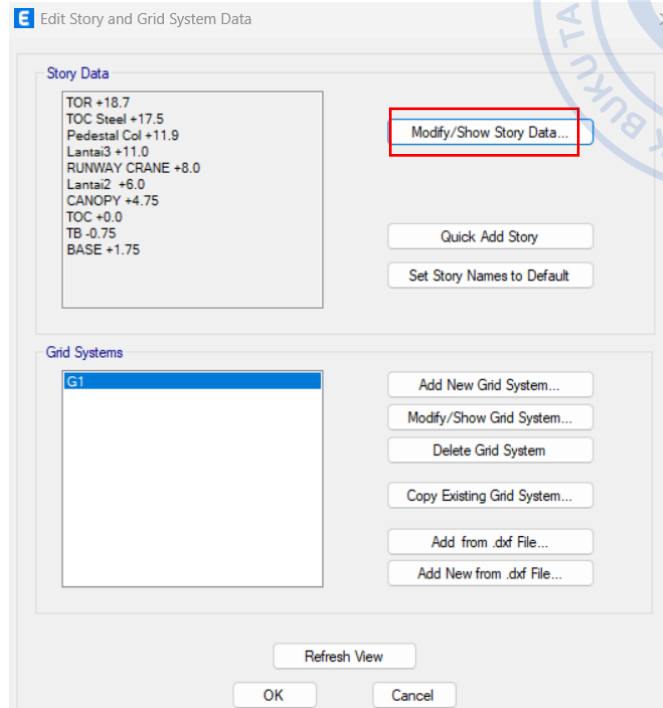 E Edit Story and Grid System Data
Story Data
TOR +18.7
TOC Steel +17.5
Pedestal Col +11.9
Lantai3 +11.0
RUNWAY CRANE +8.0
Lantai2 +6.0
CANOPY +4.75
TOC +0.0
TB -0.75
BASE +1.75
Modify/Show Story Data...
Quick Add Story
Set Story Names to Default
Grid Systems
G1
Add New Grid System...
Modify/Show Grid System...
Delete Grid System
Copy Existing Grid System...
Add from .dxf File...
Add New from .dxf File...
Refresh View
OK
Cancel
BUKUTA